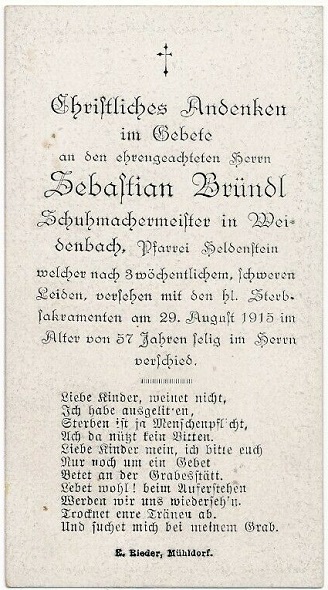 Christliches Andenken
im Gebete
an den ehrengeachteten Herrn
Sebastian Bründl
Schuhmachermeister in Wei-
denbach, Pfarrei Heldenstein
welcher nach 3wöchentlichem, schweren
Leiden, versehen mit den hl. Sterb-
sakramenten am 29. August 1915 im
Alter von 57 Jahren selig im Herrn
verschied.
Liebe Kinder, weinet nicht,
Ich habe ausgelitten,
Sterben ist ja Menschenpflicht,
Ach da nützt kein Bitten.
Liebe Kinder mein, ich bitte euch
Nur noch um ein Gebet
Betet an der Grabesstätt.
Lebet wohl! beim Auferstehen
Werden wir uns wiederseh'n.
Trocknet enre Tränen ab.
Und suchet mich bei meinem Grab.
K. Rieder, Mühldorf.